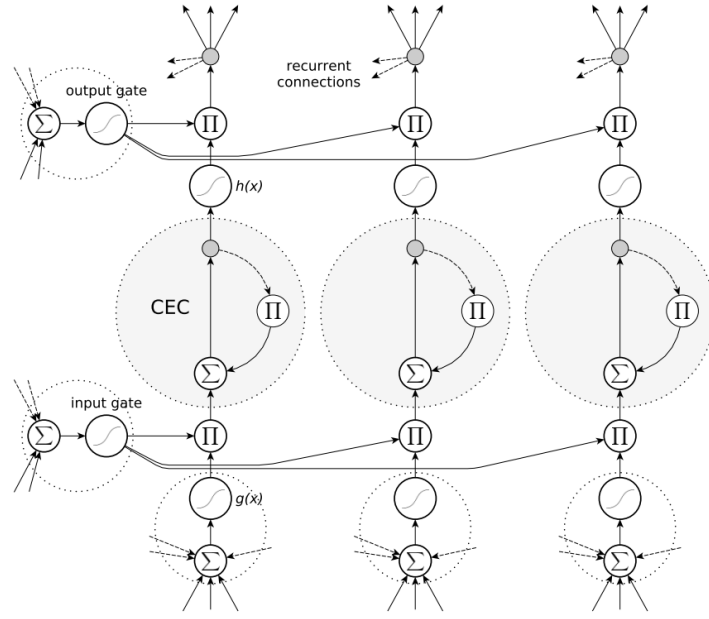 recurrent
connections
output gate
Σ
Π
Π
Π
h(x)
CEC
Π
Π
Π
Σ
Σ
Σ
input gate
Σ
Π
Π
Π
g(x)
Σ
Σ
Σ